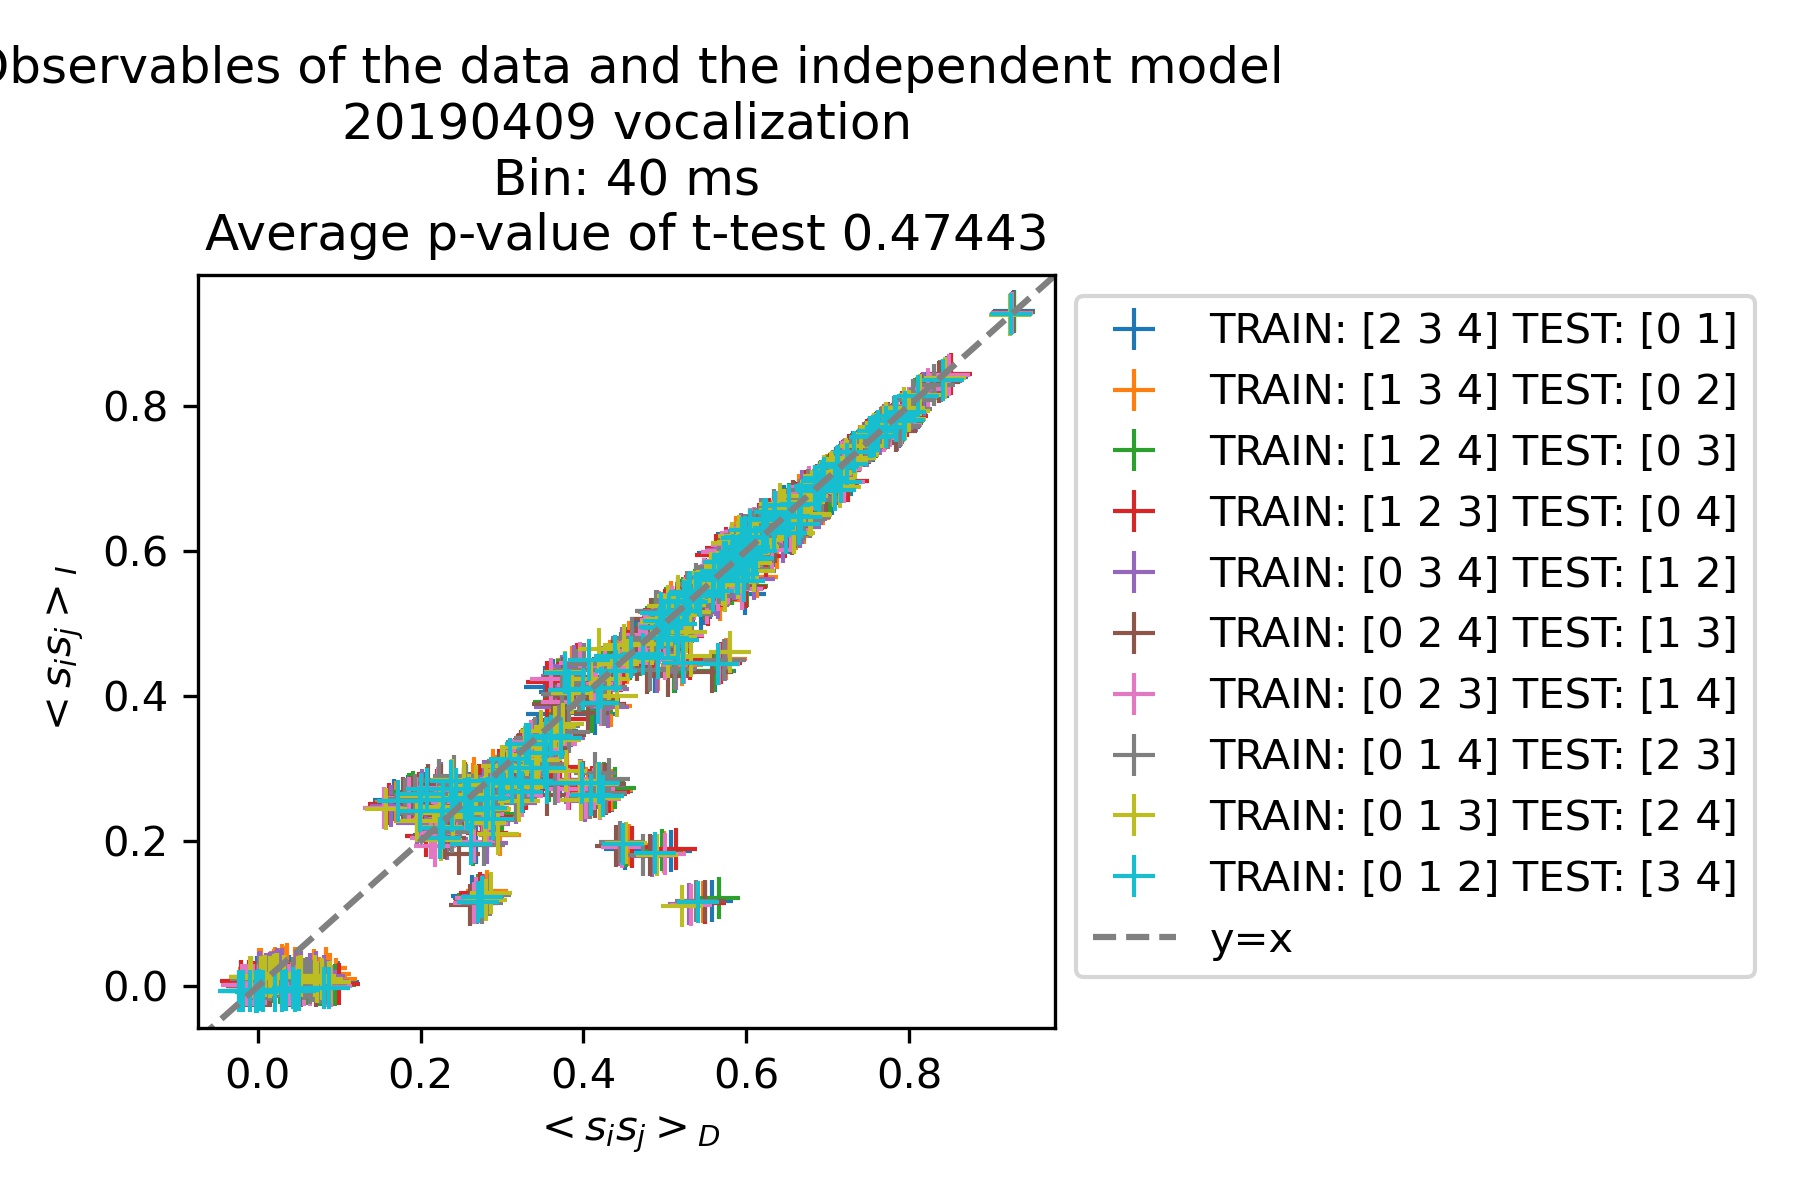 Observables of the data and the independent model
20190409 vocalization
Bin: 40 ms
Average p-value of t-test 0.47443
0.8
0.6
0.4
0.2
0.0
< s_i s_j >_I
0.0 0.2 0.4 0.6 0.8
< s_i s_j >_D
TRAIN: [2 3 4] TEST: [0 1]
TRAIN: [1 3 4] TEST: [0 2]
TRAIN: [1 2 4] TEST: [0 3]
TRAIN: [1 2 3] TEST: [0 4]
TRAIN: [0 3 4] TEST: [1 2]
TRAIN: [0 2 4] TEST: [1 3]
TRAIN: [0 2 3] TEST: [1 4]
TRAIN: [0 1 4] TEST: [2 3]
TRAIN: [0 1 3] TEST: [2 4]
TRAIN: [0 1 2] TEST: [3 4]
y=x